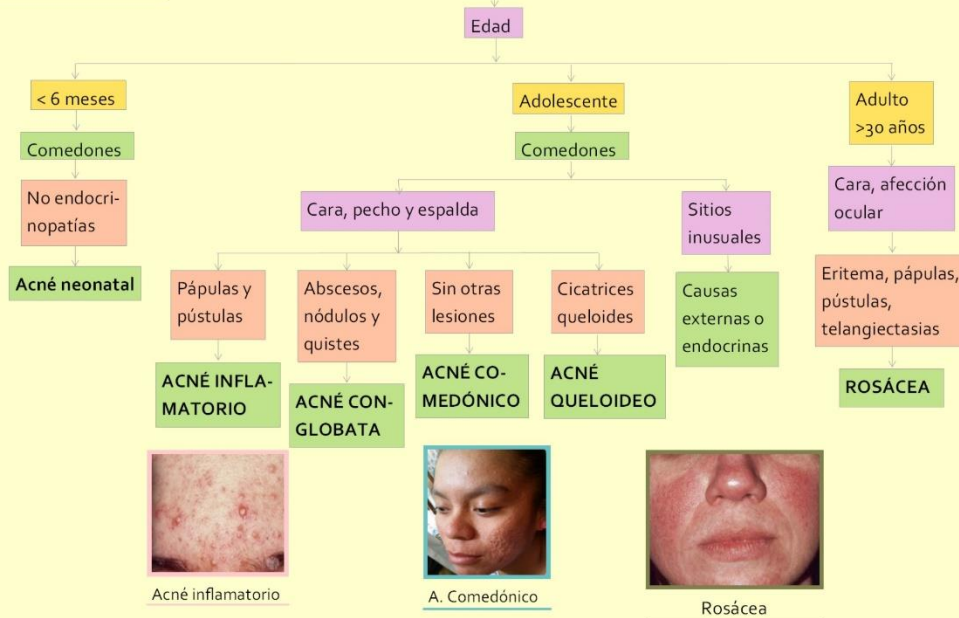 Edad
< 6 meses
Adolescente
Adulto
>30 años
Comedones
Comedones
No endocri-
nopatías
Cara, pecho y espalda
Sitios
inusuales
Cara, afección
ocular
Acné neonatal
Pápulas y
pústulas
Abscesos,
nódulos y
quistes
Sin otras
lesiones
Cicatrices
queloides
Causas
externas o
endocrinas
Eritema, pápulas,
pústulas,
telangiectasias
ACNÉ INFLA-
MATORIO
ACNÉ CON-
GLOBATA
ACNÉ CO-
MEDÓNICO
ACNÉ
QUELOIDEO
ROSÁCEA
Acné inflamatorio
A. Comedónico
Rosácea